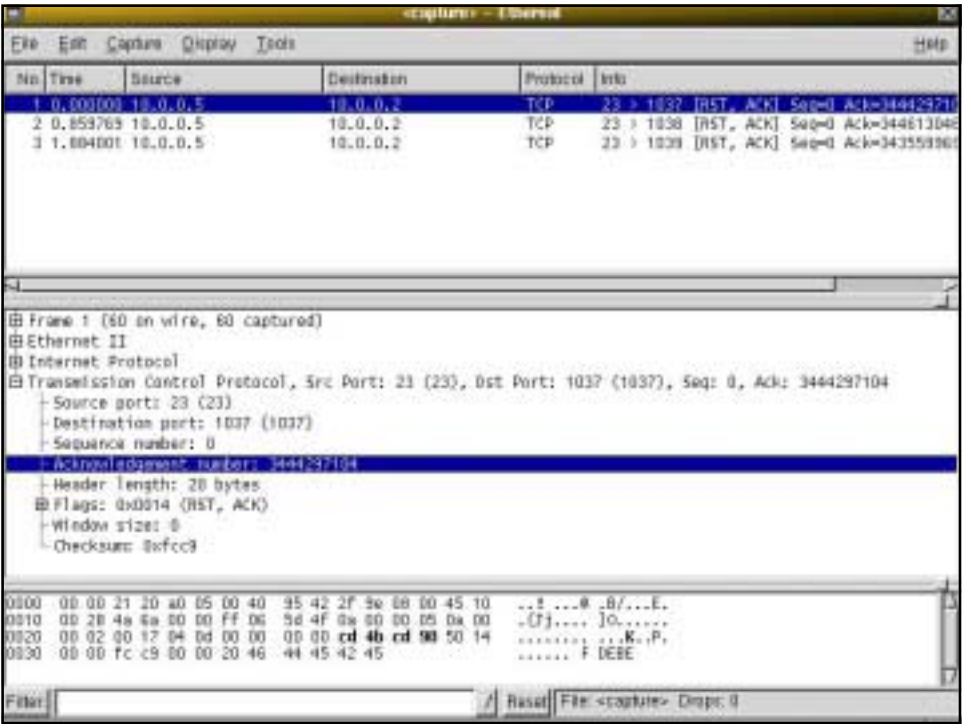 <capture> - Ethereal
File Edit Capture Display Tools Help
No. Time Source Destination Protocol Info
1 0.000000 10.0.0.5 10.0.0.2 TCP 23 > 1037 [RST, ACK] Seq=0 Ack=344429710
2 0.859769 10.0.0.5 10.0.0.2 TCP 23 > 1038 [RST, ACK] Seq=0 Ack=344613046
3 1.804001 10.0.0.5 10.0.0.2 TCP 23 > 1039 [RST, ACK] Seq=0
Frame 1 (60 on wire, 60 captured)
Ethernet II
Internet Protocol
Transmission Control Protocol, Src Port: 23 (23), Dst Port: 1037 (1037), Seq: 0, Ack: 3444297104
Source port: 23 (23)
Destination port: 1037 (1037)
Sequence number: 0
Acknowledgement number: 3444297104
Header length: 20 bytes
Flags: 0x0014 (RST, ACK)
Window size: 0
Checksum: 0xfcc9
0000 00 00 21 20 a0 05 00 40 95 42 2f 9e 08 00 45 10 ..! ...@ .B/...E.
0010 00 28 4a 6a 00 00 ff 06 5d 4f 0a 00 00 05 0a 00 .(Jj.... ]O......
0020 00 02 00 17 04 0d 00 00 00 00 cd 4b cd 90 50 14 ........ ...K..P.
0030 00 00 fc c9 00 00 20 46 44 45 42 45 ...... F DEBE
Filter: / Reset File: <capture> Drops: 0